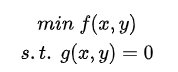 min f(x, y)
s.t. g(x, y) = 0